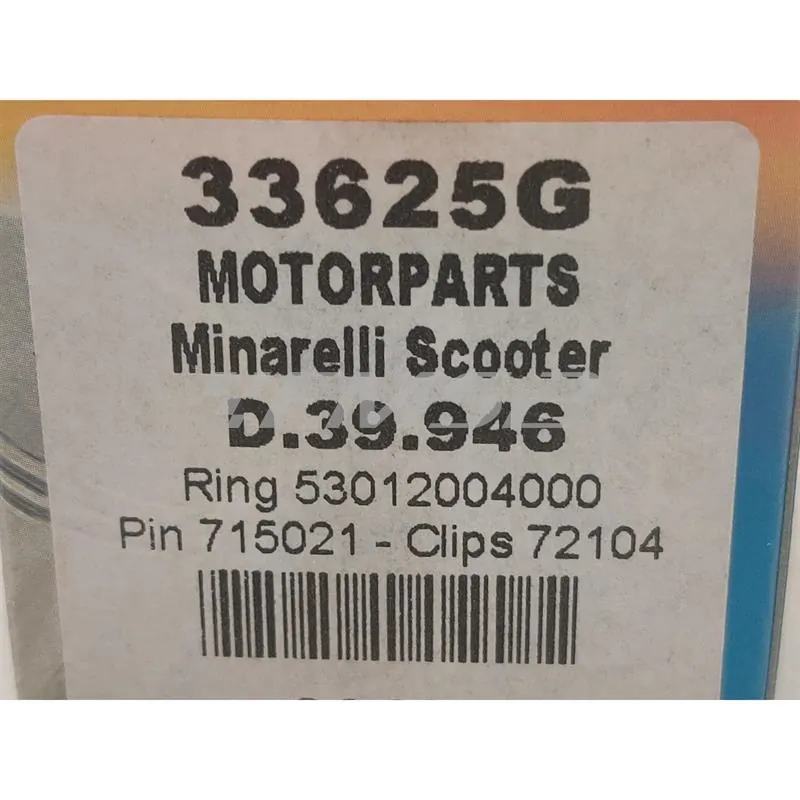 33625G
MOTORPARTS
Minarelli Scooter
D.39.946
Ring 53012004000
Pin 715021 - Clips 72104